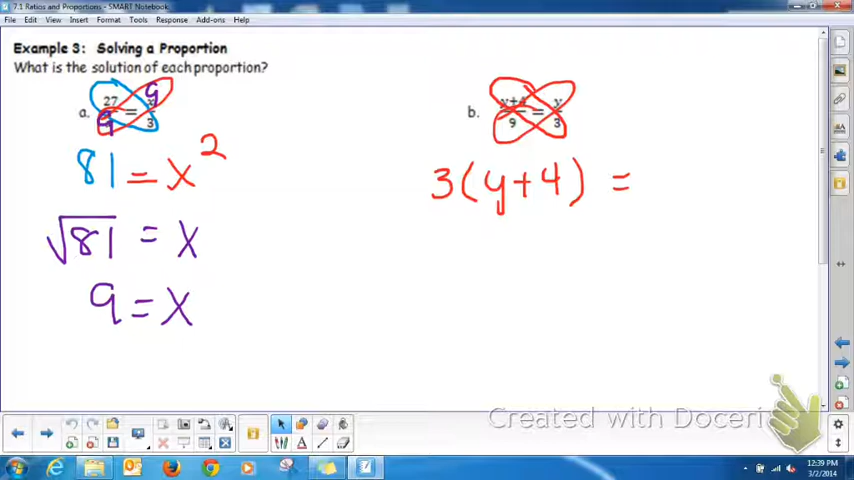 7.1 Ratios and Proportions - SMART Notebook
File Edit View Insert Format Tools Response Add-ons Help
Example 3: Solving a Proportion
What is the solution of each proportion?
a. 27/9 = 9/3
81 = x²
√81 = x
9 = x
b. y+4/9 = y/3
3(y+4) =
Created with Doceri
12:39 PM
3/2/2014